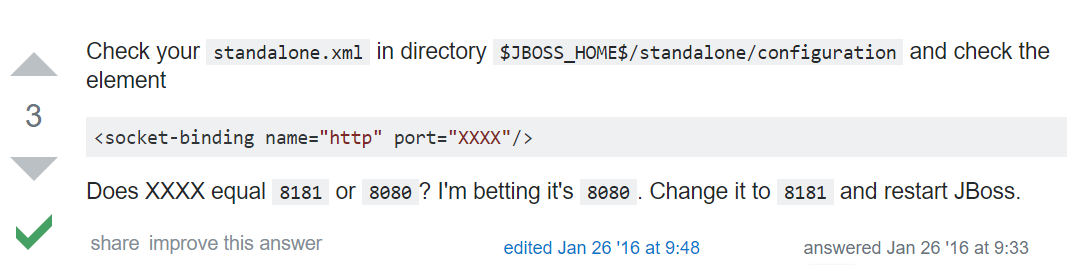 Check your standalone.xml in directory $JBOSS_HOME$/standalone/configuration and check the
element
3
<socket-binding name="http" port="XXXX"/>
Does XXXX equal 8181 or 8080 ? I'm betting it's 8080 . Change it to 8181 and restart JBoss.
share improve this answer
edited Jan 26 '16 at 9:48
answered Jan 26 '16 at 9:33